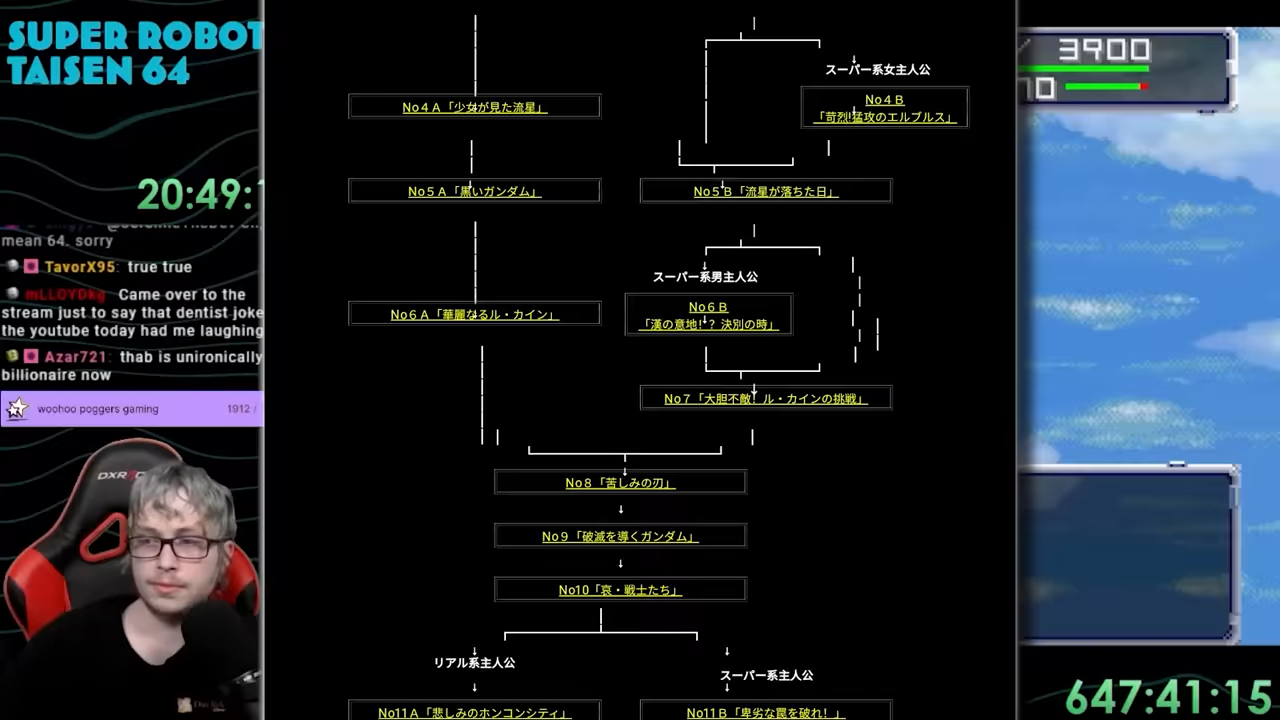 SUPER ROBOT
TAISEN 64
20:49:
mean 64. sorry
TavorX95: true true
mLLOYDkg Came over to the
stream just to say that dentist joke
the youtube today had me laughing
Azar721: thab is unironically
billionaire now
woohoo poggers gaming 1912 /
DXR
3900
スーパー系女主人公
No4A「少女が見た流星」
No4B
「苛烈!猛攻のエルブルス」
No5A「黒いガンダム」
No5B「流星が落ちた日」
スーパー系男主人公
No6A「華麗なるル・カイン」
No6B
「漢の意地!? 決別の時」
No7「大胆不敵! ル・カインの挑戦」
No8「苦しみの刃」
No9「破滅を導くガンダム」
No10「哀・戦士たち」
リアル系主人公
スーパー系主人公
No11A「悲しみのホンコンシティ」
No11B「卑劣な罠を破れ!」
647:41:15